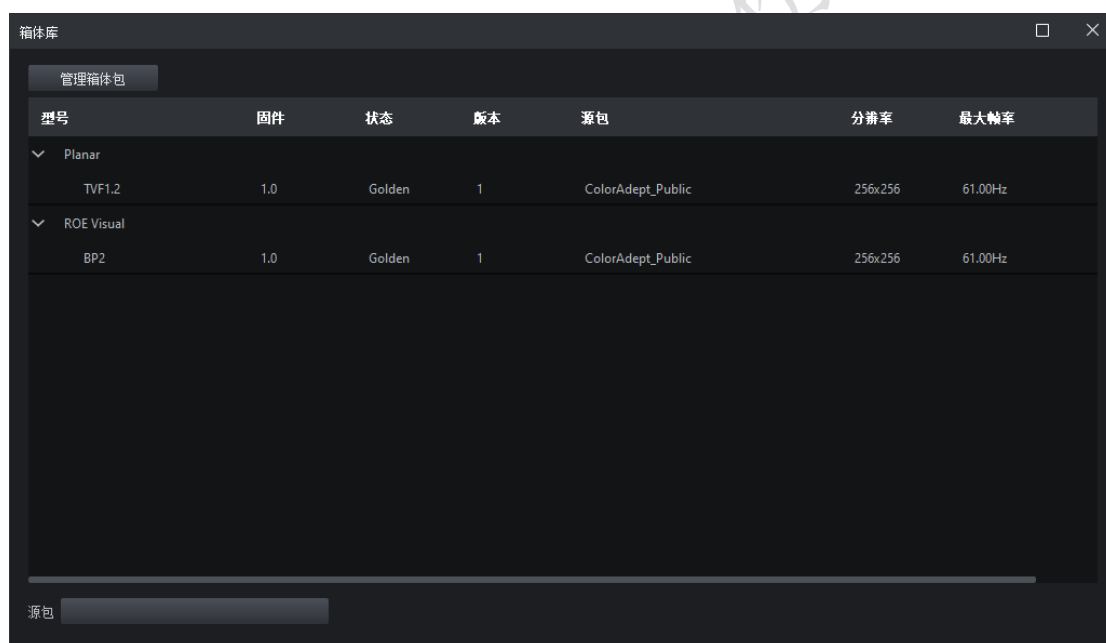 箱体库
管理箱体包
型号 固件 状态 版本 源包 分辨率 最大帧率
Planar
TVF1.2 1.0 Golden 1 ColorAdept_Public 256x256 61.00Hz
ROE Visual
BP2 1.0 Golden 1 ColorAdept_Public 256x256 61.00Hz
源包